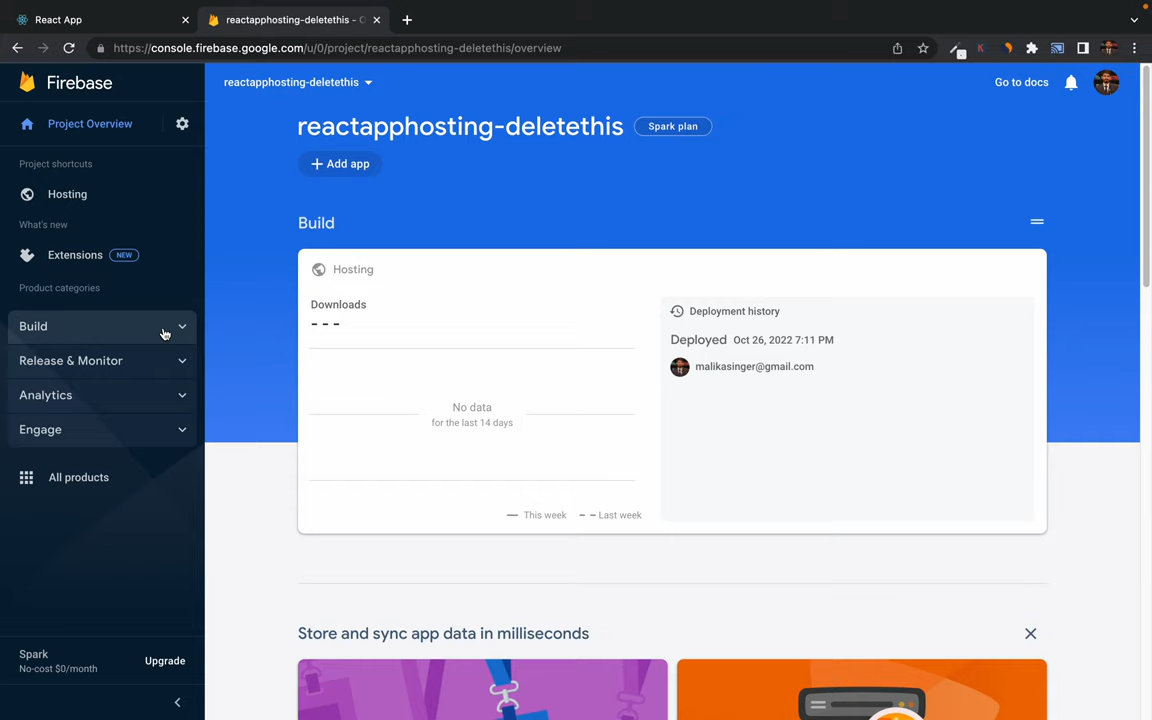 React App
reactapphosting-deletethis -
https://console.firebase.google.com/u/0/project/reactapphosting-deletethis/overview
Firebase
reactapphosting-deletethis
Go to docs
Project Overview
reactapphosting-deletethis
Spark plan
Add app
Project shortcuts
Hosting
What's new
Extensions
NEW
Product categories
Build
Release & Monitor
Analytics
Engage
All products
Build
Hosting
Downloads
- - -
No data
for the last 14 days
This week
Last week
Deployment history
Deployed Oct 26, 2022 7:11 PM
malikasinger@gmail.com
Store and sync app data in milliseconds
Spark
No-cost $0/month
Upgrade